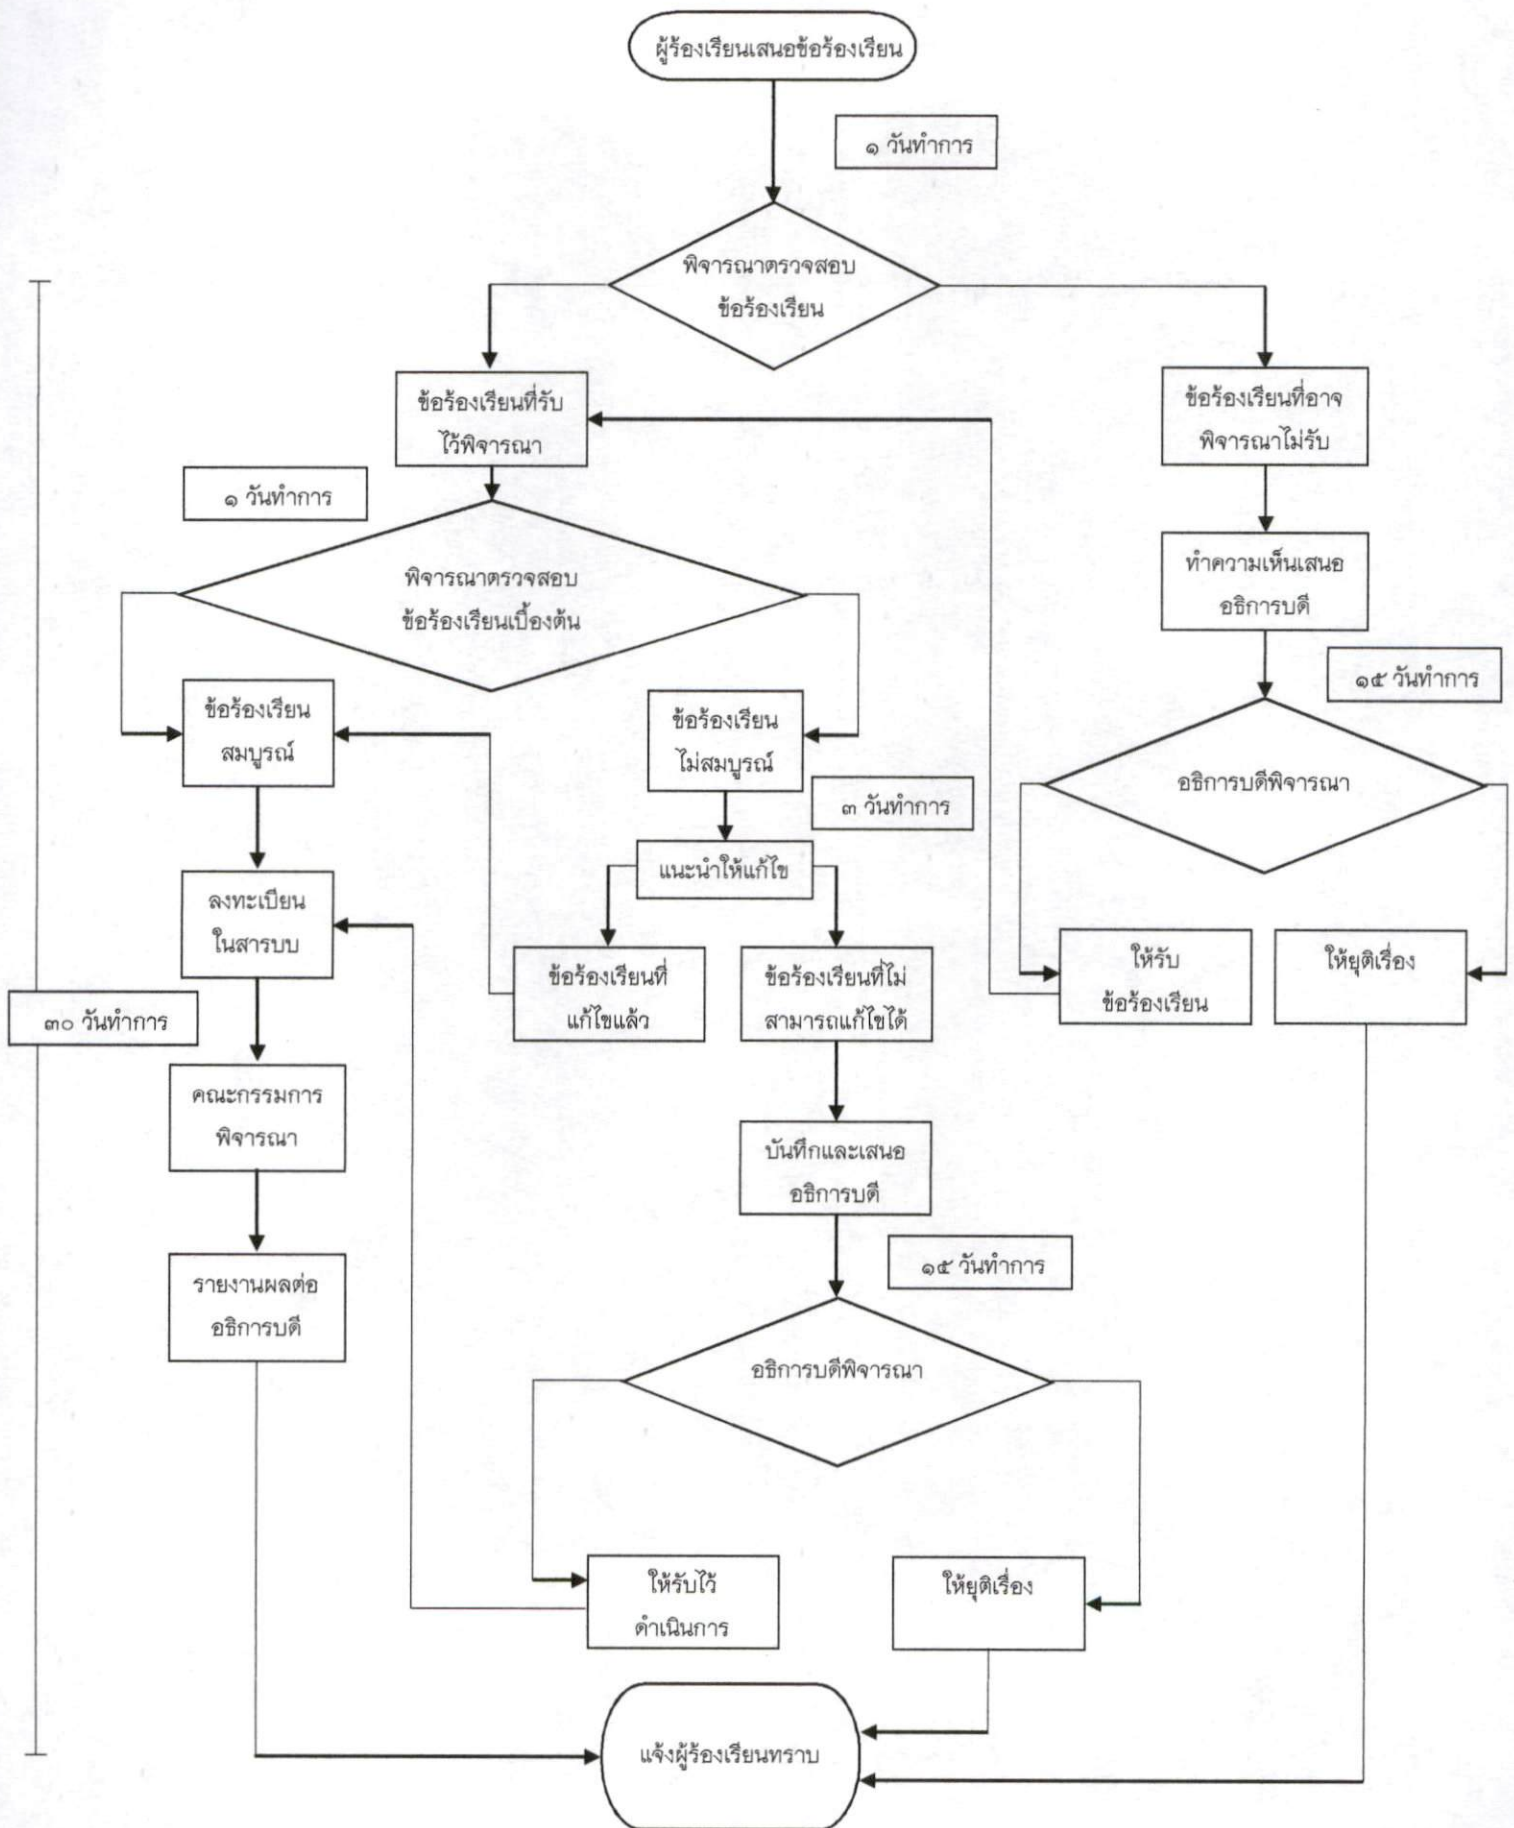 ผู้ร้องเรียนเสนอข้อร้องเรียน
๑ วันทำการ
พิจารณาตรวจสอบ
ข้อร้องเรียน
ข้อร้องเรียนที่รับ
ไว้พิจารณา
ข้อร้องเรียนที่อาจ
พิจารณาไม่รับ
๑ วันทำการ
พิจารณาตรวจสอบ
ข้อร้องเรียนเบื้องต้น
ทำความเห็นเสนอ
อธิการบดี
๑๕ วันทำการ
ข้อร้องเรียน
สมบูรณ์
ข้อร้องเรียน
ไม่สมบูรณ์
๓ วันทำการ
อธิการบดีพิจารณา
แนะนำให้แก้ไข
ลงทะเบียน
ในสารบบ
ข้อร้องเรียนที่
แก้ไขแล้ว
ข้อร้องเรียนที่ไม่
สามารถแก้ไขได้
ให้รับ
ข้อร้องเรียน
ให้ยุติเรื่อง
๓๐ วันทำการ
คณะกรรมการ
พิจารณา
บันทึกและเสนอ
อธิการบดี
๑๕ วันทำการ
รายงานผลต่อ
อธิการบดี
อธิการบดีพิจารณา
ให้รับไว้
ดำเนินการ
ให้ยุติเรื่อง
แจ้งผู้ร้องเรียนทราบ